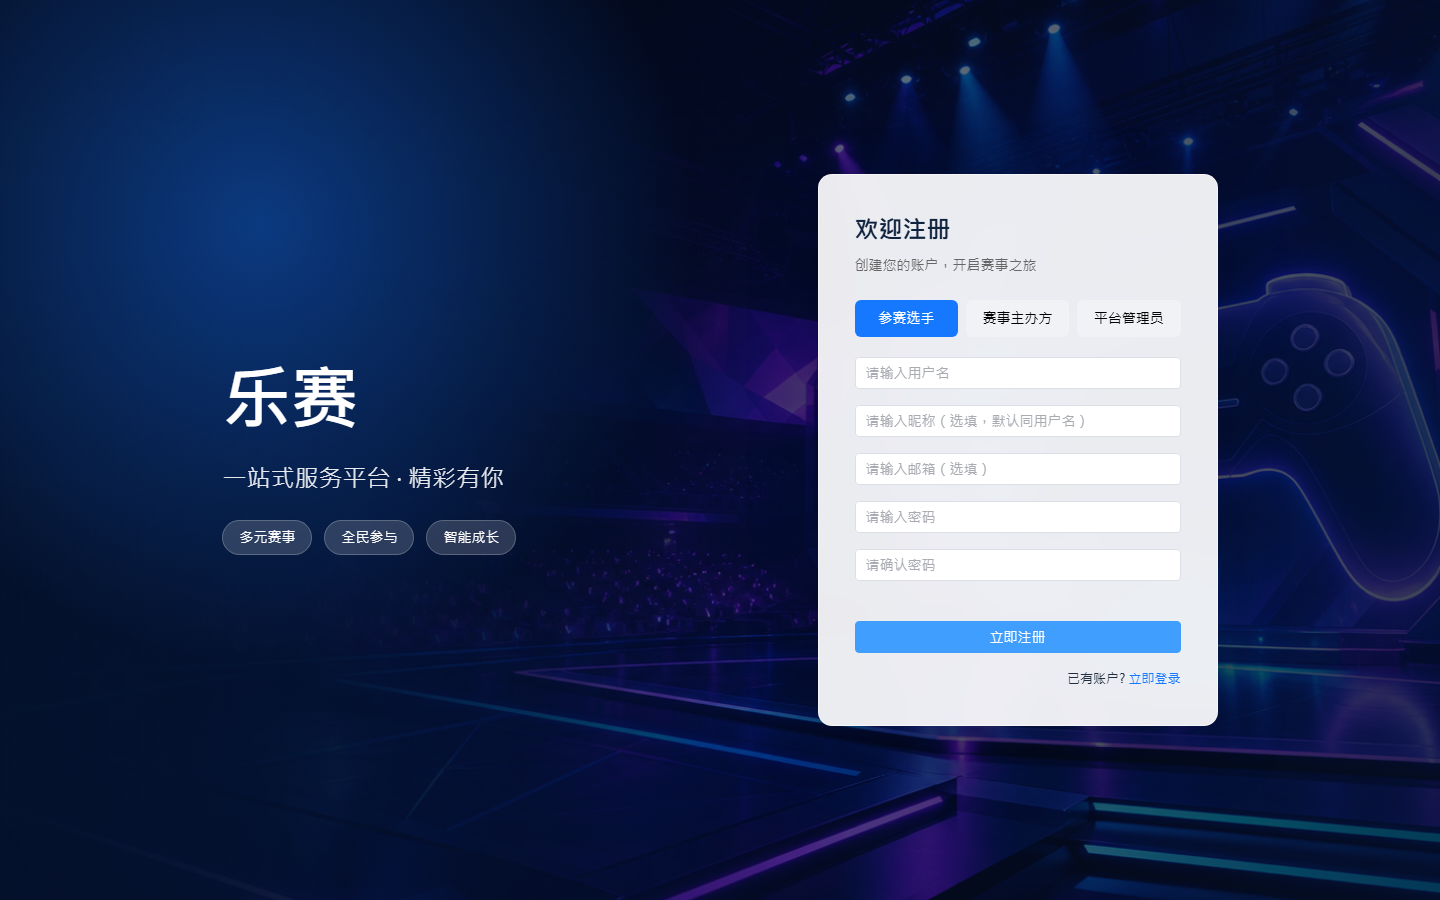 乐赛
一站式服务平台 · 精彩有你
多元赛事 全民参与 智能成长
欢迎注册
创建您的账户，开启赛事之旅
参赛选手 赛事主办方 平台管理员
请输入用户名
请输入昵称（选填，默认同用户名）
请输入邮箱（选填）
请输入密码
请确认密码
立即注册
已有账户? 立即登录